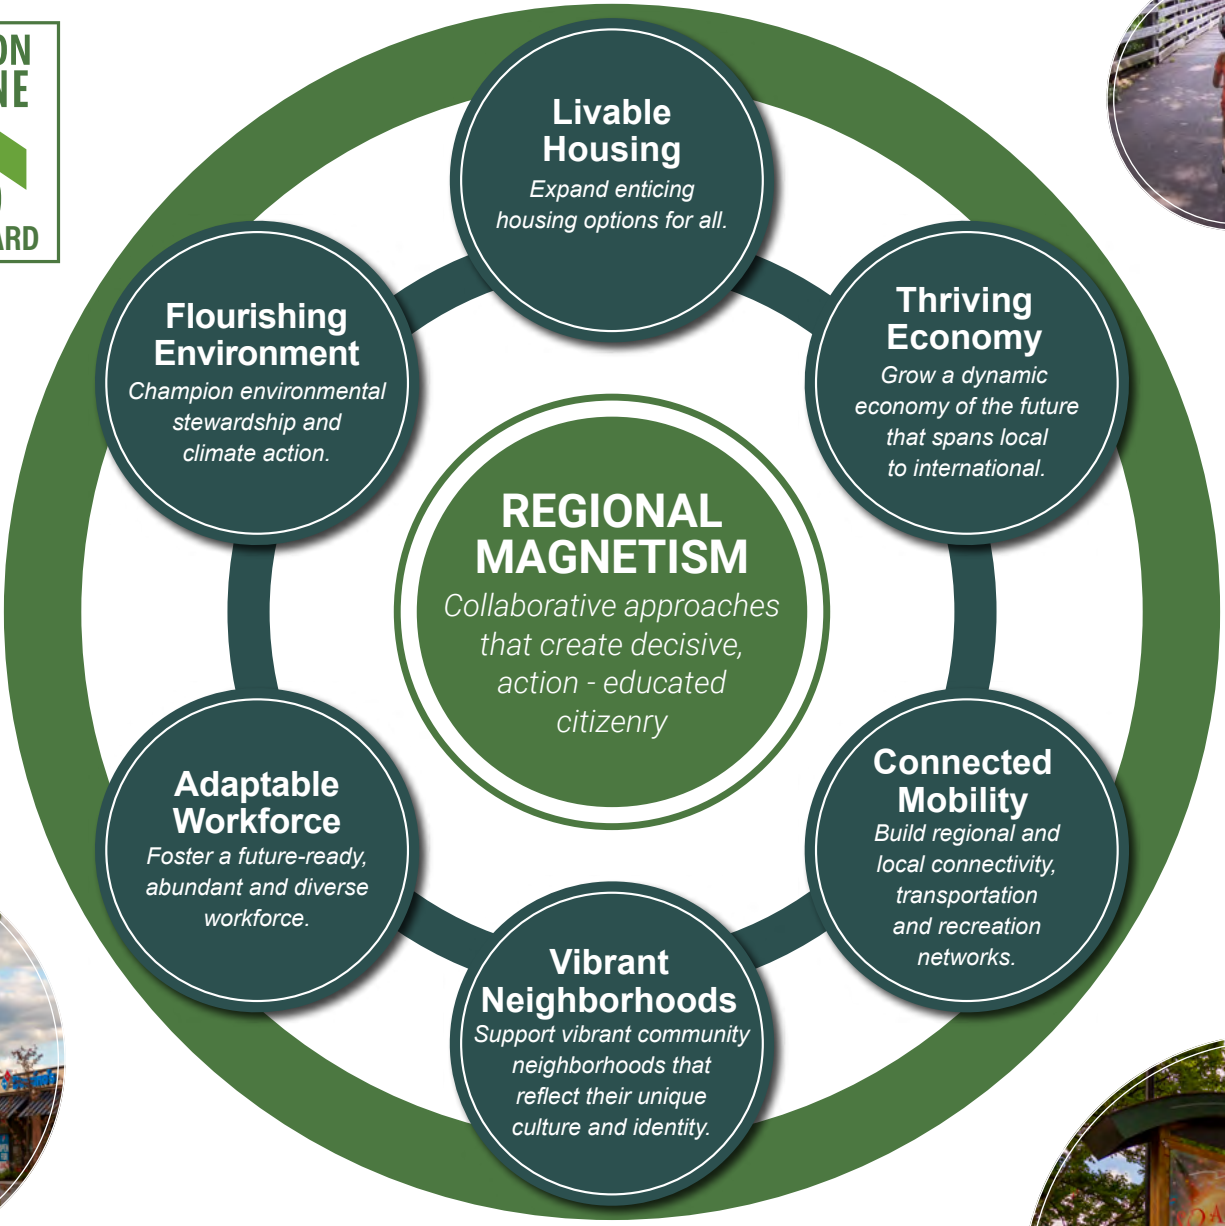 Livable
Housing
Expand enticing
housing options for all.
Thriving
Economy
Grow a dynamic
economy of the future
that spans local
to international.
Connected
Mobility
Build regional and
local connectivity,
transportation
and recreation
networks.
Vibrant
Neighborhoods
Support vibrant community
neighborhoods that
reflect their unique
culture and identity.
Adaptable
Workforce
Foster a future-ready,
abundant and diverse
workforce.
Flourishing
Environment
Champion environmental
stewardship and
climate action.
REGIONAL
MAGNETISM
Collaborative approaches
that create decisive,
action - educated
citizenry